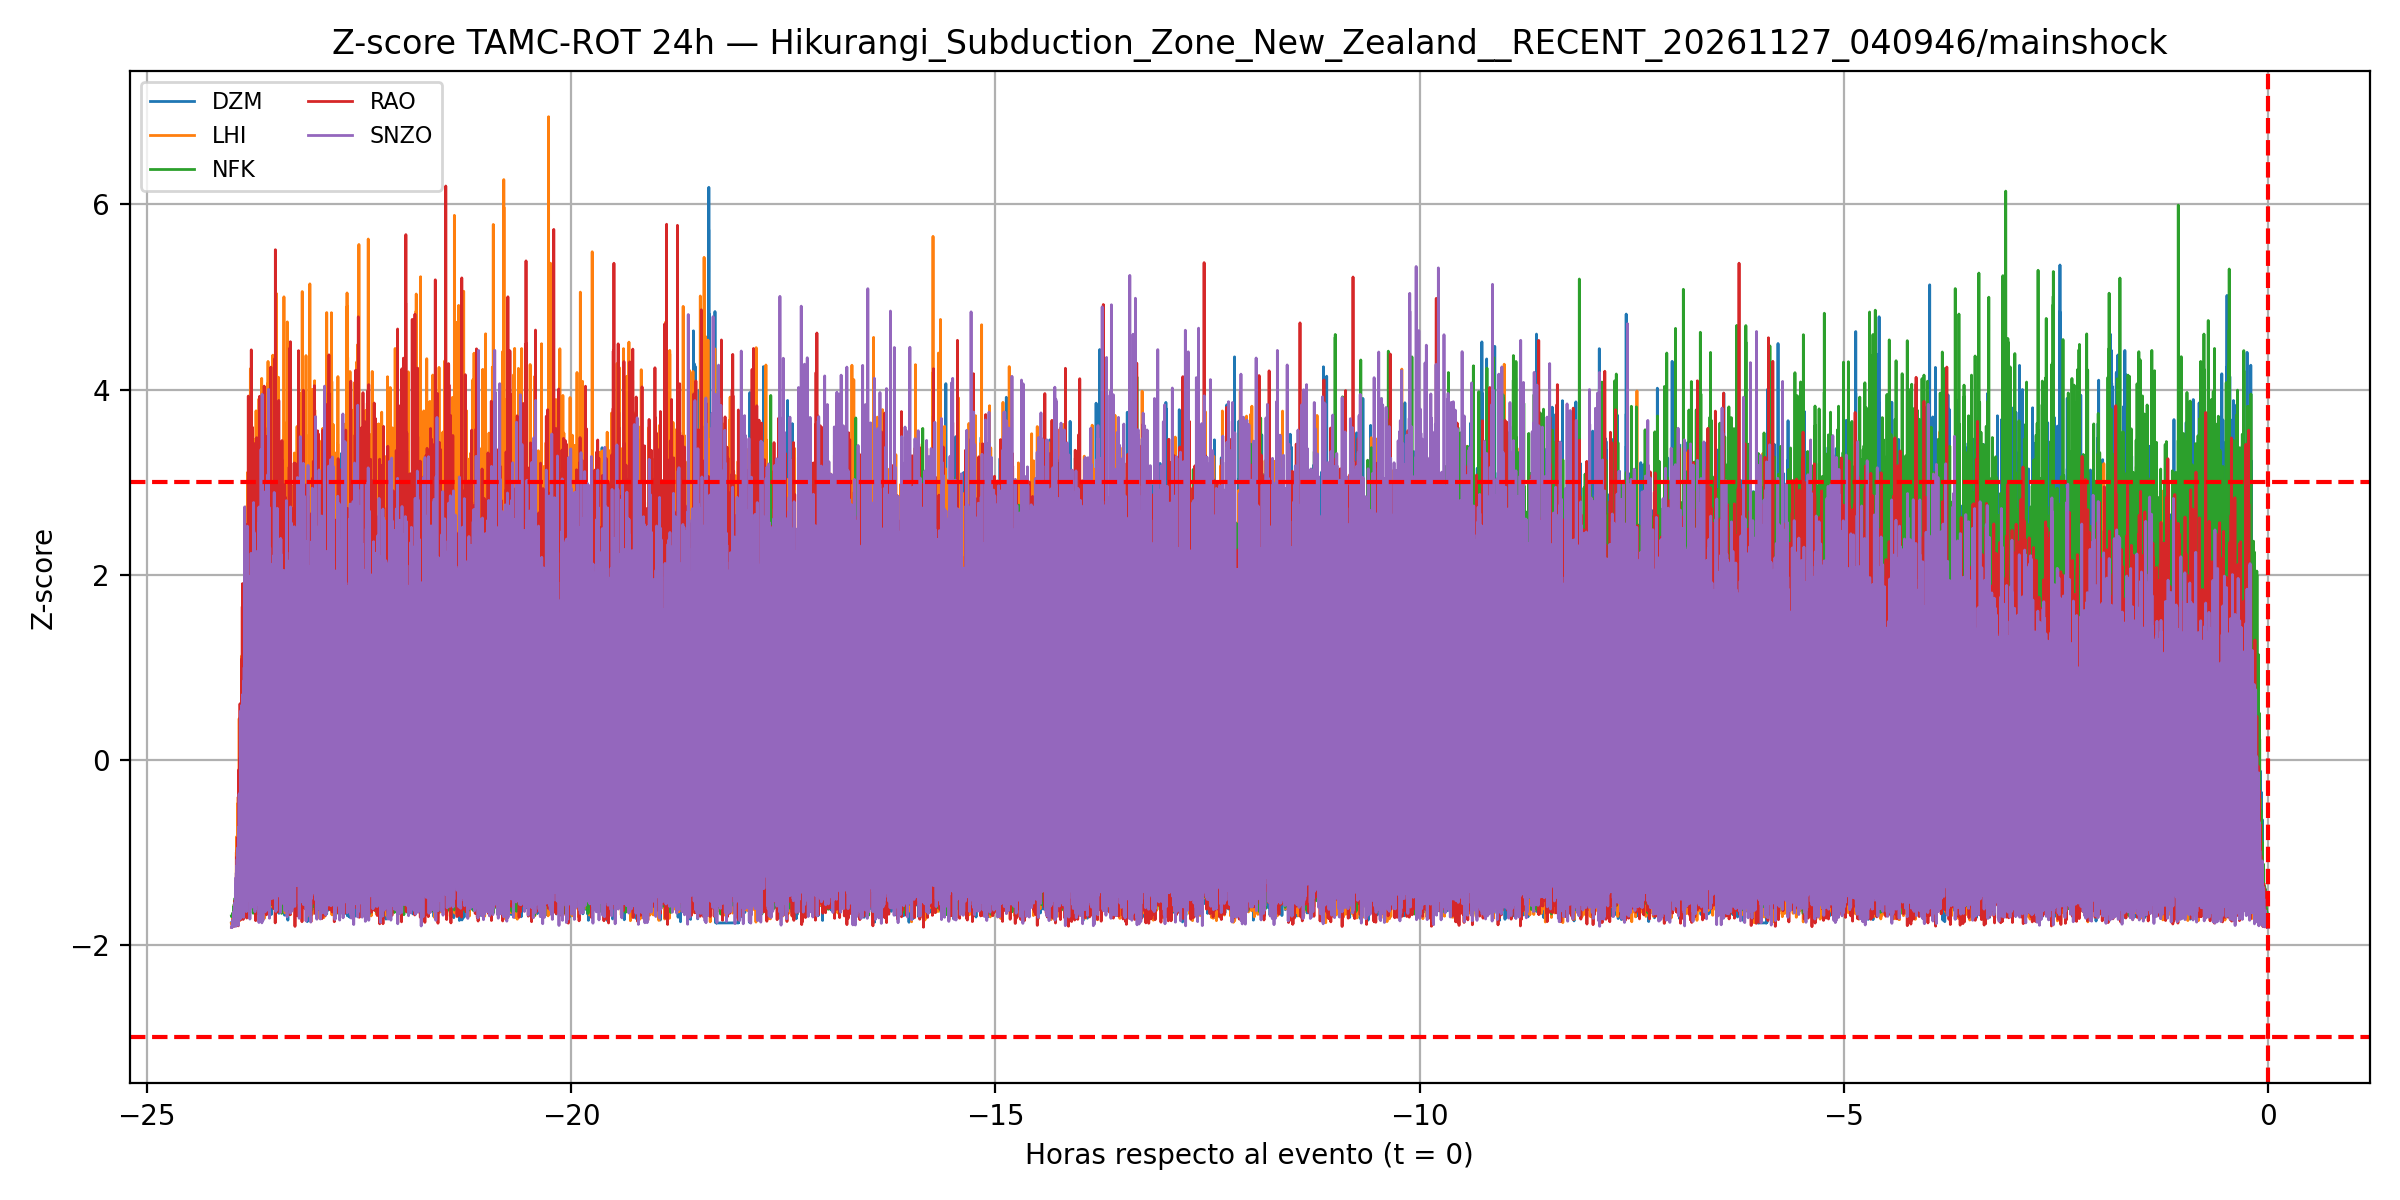 Z-score TAMC-ROT 24h — Hikurangi_Subduction_Zone_New_Zealand__RECENT_20261127_040946/mainshock
DZM
LHI
NFK
RAO
SNZO
Z-score
6
4
2
0
−2
−25
−20
−15
−10
−5
0
Horas respecto al evento (t = 0)